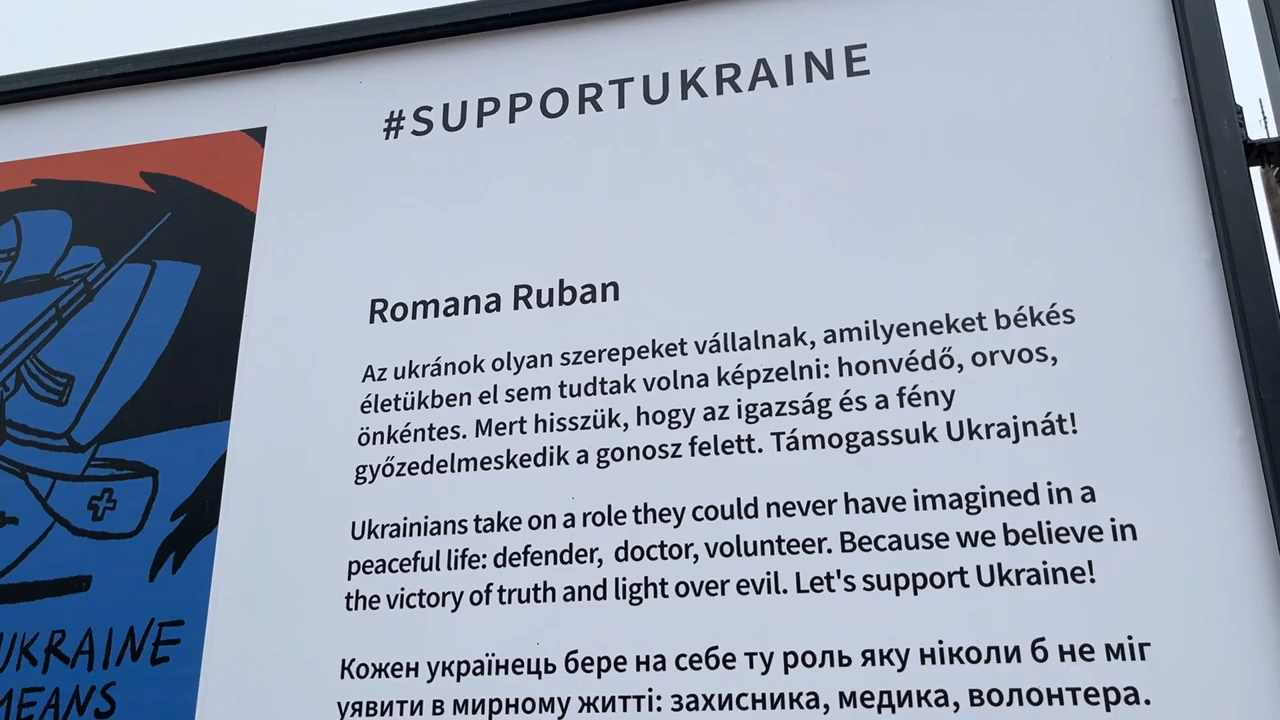 #SUPPORTUKRAINE
Romana Ruban
Az ukránok olyan szerepeket vállalnak, amilyeneket békés
életükben el sem tudtak volna képzelni: honvédő, orvos,
önkéntes. Mert hisszük, hogy az igazság és a fény
győzedelmeskedik a gonosz felett. Támogassuk Ukrajnát!
Ukrainians take on a role they could never have imagined in a
peaceful life: defender, doctor, volunteer. Because we believe in
the victory of truth and light over evil. Let's support Ukraine!
Кожен українець бере на себе ту роль яку ніколи б не міг
уявити в мирному житті: захисника, медика, волонтера.
UKRAINE
MEANS